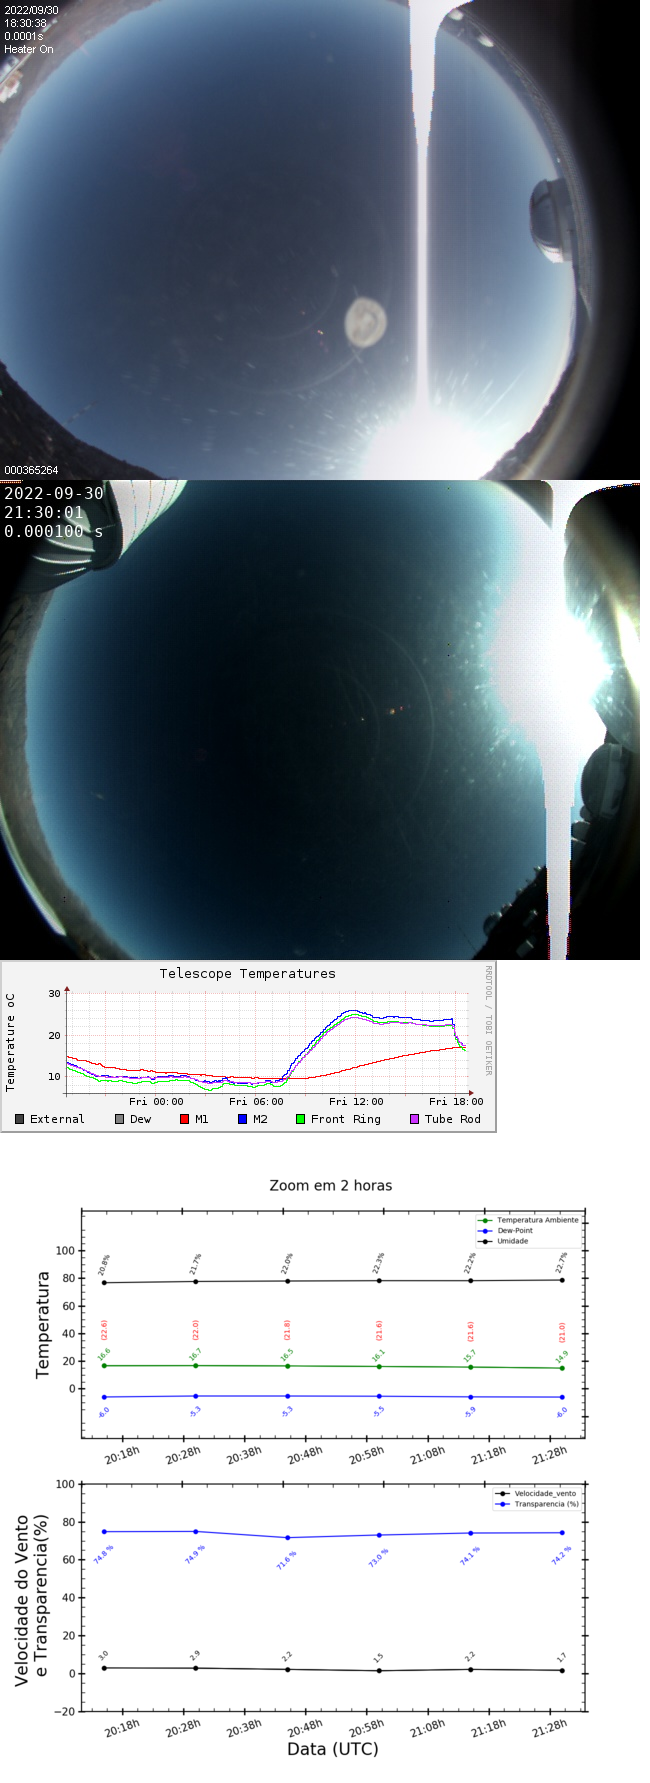 2022/09/30
18:30:38
0.0001s
Heater On
000365264
2022-09-30
21:30:01
0.000100 s
Telescope Temperatures
RRDTOOL / TOBI OETIKER
Temperature oC
30
20
10
Fri 00:00 Fri 06:00 Fri 12:00 Fri 18:00
External Dew M1 M2 Front Ring Tube Rod
Zoom em 2 horas
Temperatura Ambiente
Dew-Point
Umidade
Temperatura
100
80
60
40
20
0
20.8% 21.7% 22.0% 22.3% 22.2% 22.7%
(22.6) (22.0) (21.8) (21.6) (21.6) (21.0)
16.6 16.7 16.5 16.1 15.7 14.9
-6.0 -5.3 -5.3 -5.5 -5.9 -6.0
20:18h 20:28h 20:38h 20:48h 20:58h 21:08h 21:18h 21:28h
Velocidade_vento
Transparencia (%)
Velocidade do Vento
e Transparencia(%)
100
80
60
40
20
0
−20
74.8 % 74.9 % 71.6 % 73.0 % 74.1 % 74.2 %
3.0 2.9 2.2 1.5 2.2 1.7
20:18h 20:28h 20:38h 20:48h 20:58h 21:08h 21:18h 21:28h
Data (UTC)